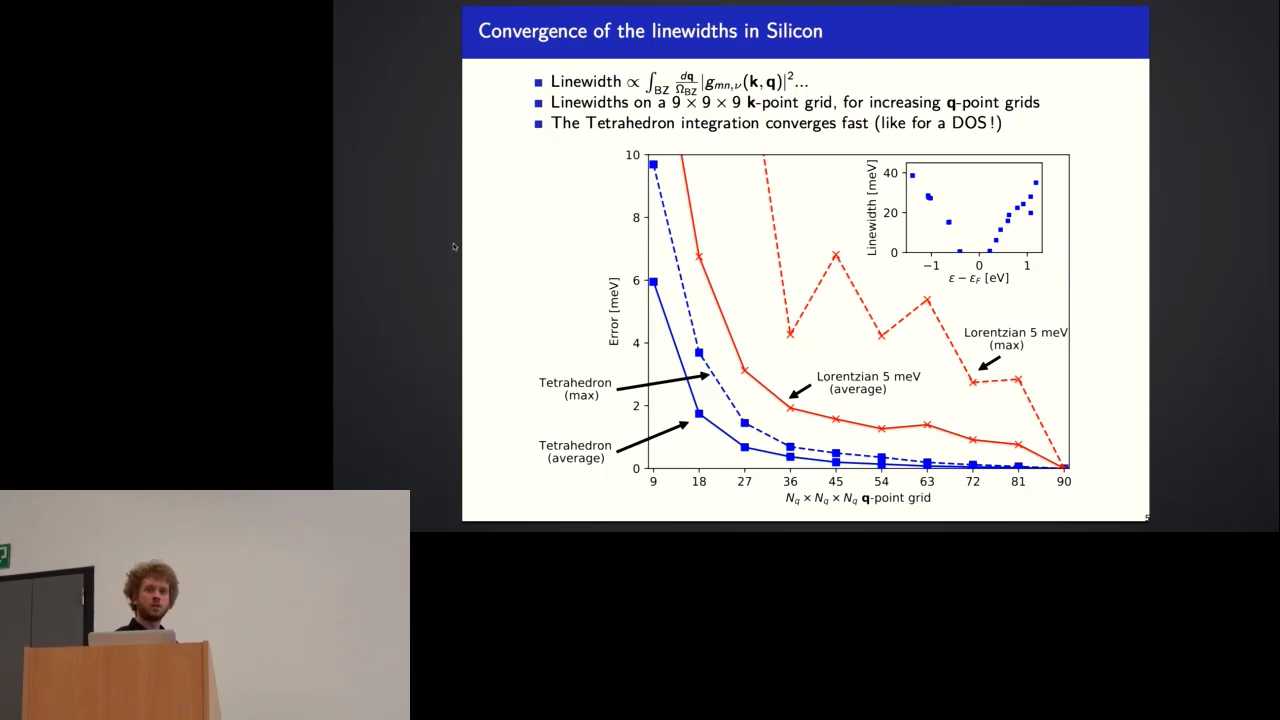 Convergence of the linewidths in Silicon
Linewidth ∝ ∫_BZ d𝐪/Ω_BZ |g_mn,ν(𝐤, 𝐪)|²...
Linewidths on a 9 × 9 × 9 𝐤-point grid, for increasing 𝐪-point grids
The Tetrahedron integration converges fast (like for a DOS!)
10
8
6
4
2
0
Error [meV]
9 18 27 36 45 54 63 72 81 90
N_q × N_q × N_q 𝐪-point grid
Tetrahedron
(max)
Tetrahedron
(average)
Lorentzian 5 meV
(average)
Lorentzian 5 meV
(max)
40
20
0
Linewidth [meV]
−1 0 1
ε − ε_F [eV]